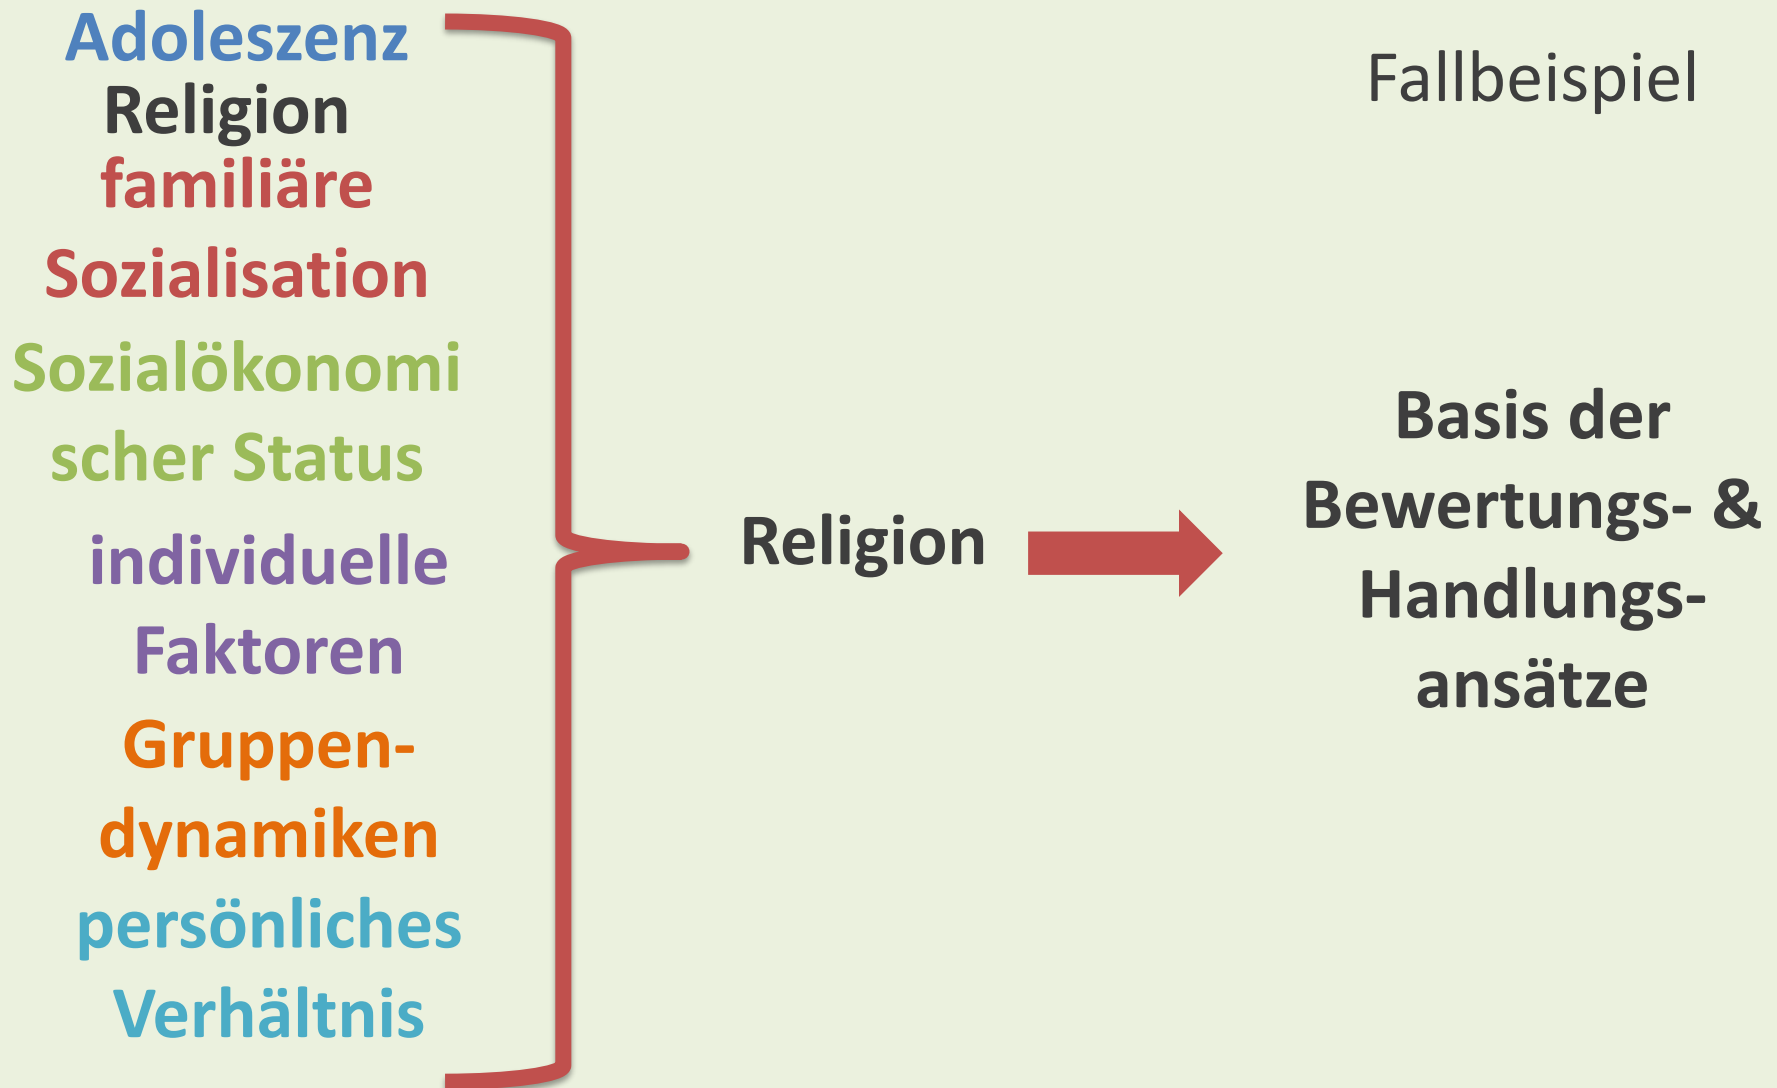 Adoleszenz
Religion
familiäre
Sozialisation
Sozialökonomi
scher Status
individuelle
Faktoren
Gruppen-
dynamiken
persönliches
Verhältnis
Religion
Fallbeispiel
Basis der
Bewertungs- &
Handlungs-
ansätze